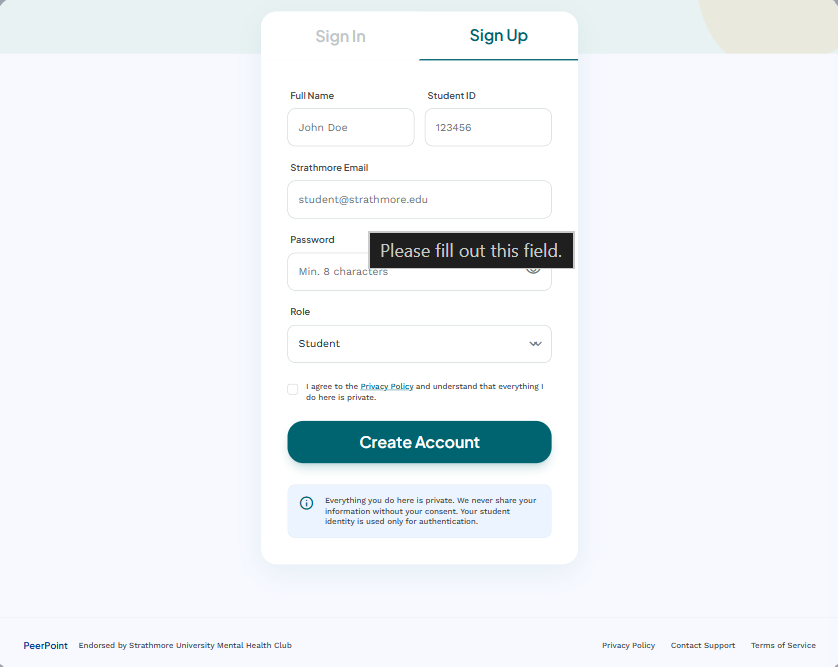 Sign In
Sign Up
Full Name
Student ID
John Doe
123456
Strathmore Email
student@strathmore.edu
Password
Please fill out this field.
Min. 8 characters
Role
Student
I agree to the Privacy Policy and understand that everything I
do here is private.
Create Account
Everything you do here is private. We never share your
information without your consent. Your student
identity is used only for authentication.
PeerPoint
Endorsed by Strathmore University Mental Health Club
Privacy Policy
Contact Support
Terms of Service